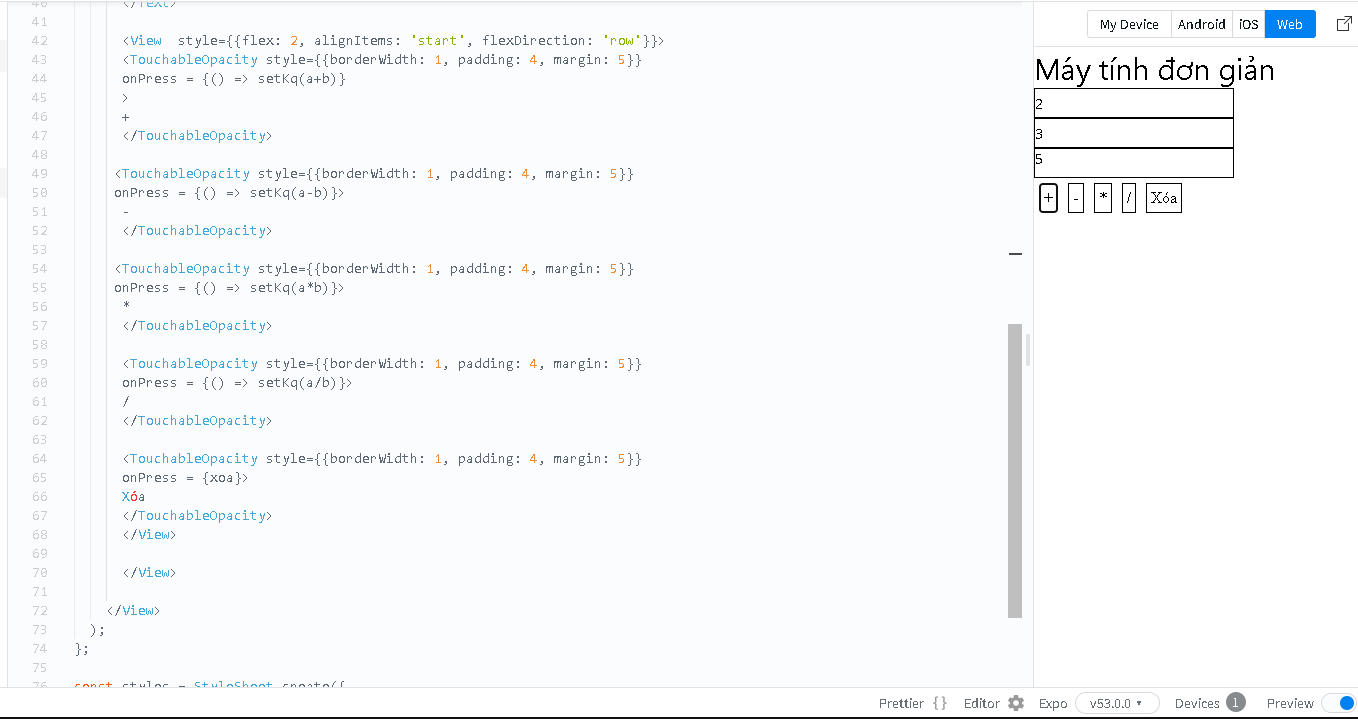 40 </Text>
41
42 <View  style={{flex: 2, alignItems: 'start', flexDirection: 'row'}}>
43 <TouchableOpacity style={{borderWidth: 1, padding: 4, margin: 5}}
44 onPress = {() => setKq(a+b)}
45 >
46 +
47 </TouchableOpacity>
48
49 <TouchableOpacity style={{borderWidth: 1, padding: 4, margin: 5}}
50 onPress = {() => setKq(a-b)}>
51 -
52 </TouchableOpacity>
53
54 <TouchableOpacity style={{borderWidth: 1, padding: 4, margin: 5}}
55 onPress = {() => setKq(a*b)}>
56 *
57 </TouchableOpacity>
58
59 <TouchableOpacity style={{borderWidth: 1, padding: 4, margin: 5}}
60 onPress = {() => setKq(a/b)}>
61 /
62 </TouchableOpacity>
63
64 <TouchableOpacity style={{borderWidth: 1, padding: 4, margin: 5}}
65 onPress = {xoa}>
66 Xóa
67 </TouchableOpacity>
68 </View>
69
70 </View>
71
72 </View>
73 );
74 };
75
76 const styles = StyleSheet.create({
My Device Android iOS Web
Máy tính đơn giản
2
3
5
+ - * / Xóa
Prettier {} Editor Expo v53.0.0 Devices 1 Preview